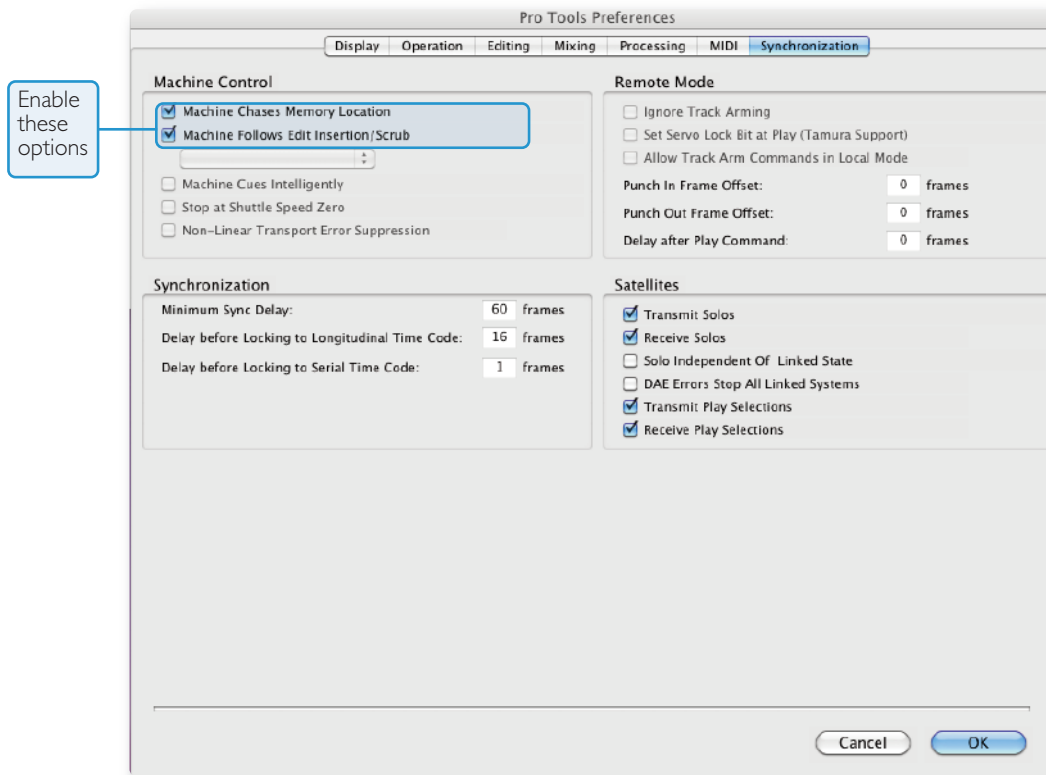 Pro Tools Preferences
Display Operation Editing Mixing Processing MIDI Synchronization
Enable
these
options
Machine Control
Machine Chases Memory Location
Machine Follows Edit Insertion/Scrub
Machine Cues Intelligently
Stop at Shuttle Speed Zero
Non-Linear Transport Error Suppression
Remote Mode
Ignore Track Arming
Set Servo Lock Bit at Play (Tamura Support)
Allow Track Arm Commands in Local Mode
Punch In Frame Offset: 0 frames
Punch Out Frame Offset: 0 frames
Delay after Play Command: 0 frames
Synchronization
Minimum Sync Delay: 60 frames
Delay before Locking to Longitudinal Time Code: 16 frames
Delay before Locking to Serial Time Code: 1 frames
Satellites
Transmit Solos
Receive Solos
Solo Independent Of Linked State
DAE Errors Stop All Linked Systems
Transmit Play Selections
Receive Play Selections
Cancel OK